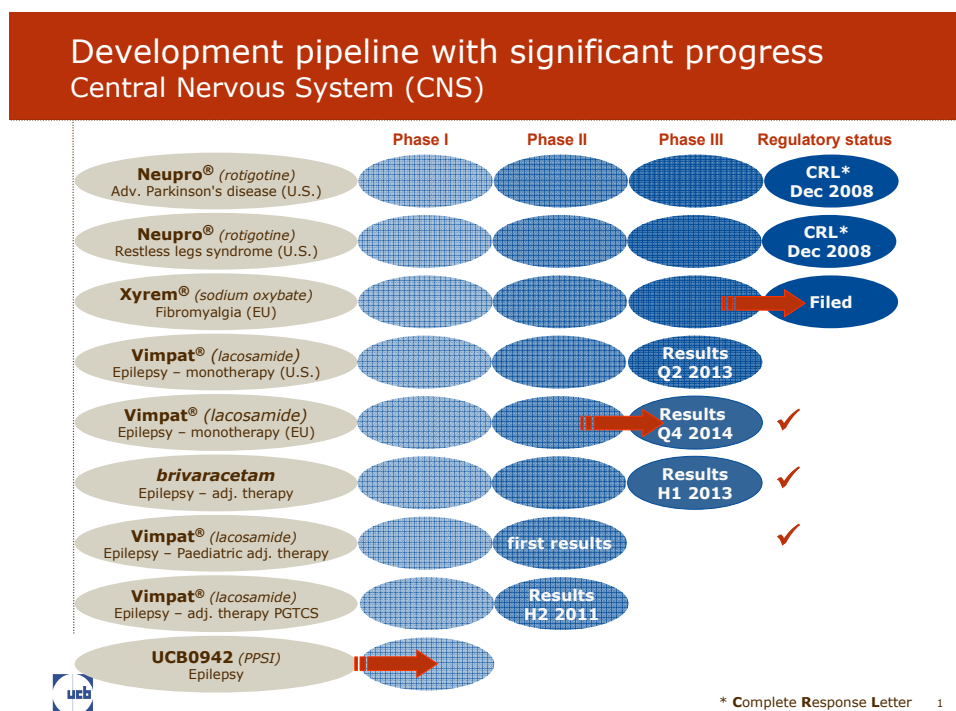 Development pipeline with significant progress
Central Nervous System (CNS)
Phase I Phase II Phase III Regulatory status
Neupro® (rotigotine)
Adv. Parkinson's disease (U.S.)
CRL*
Dec 2008
Neupro® (rotigotine)
Restless legs syndrome (U.S.)
CRL*
Dec 2008
Xyrem® (sodium oxybate)
Fibromyalgia (EU)
Filed
Vimpat® (lacosamide)
Epilepsy – monotherapy (U.S.)
Results
Q2 2013
Vimpat® (lacosamide)
Epilepsy – monotherapy (EU)
Results
Q4 2014
brivaracetam
Epilepsy – adj. therapy
Results
H1 2013
Vimpat® (lacosamide)
Epilepsy – Paediatric adj. therapy
first results
Vimpat® (lacosamide)
Epilepsy – adj. therapy PGTCS
Results
H2 2011
UCB0942 (PPSI)
Epilepsy
ucb
* Complete Response Letter 1